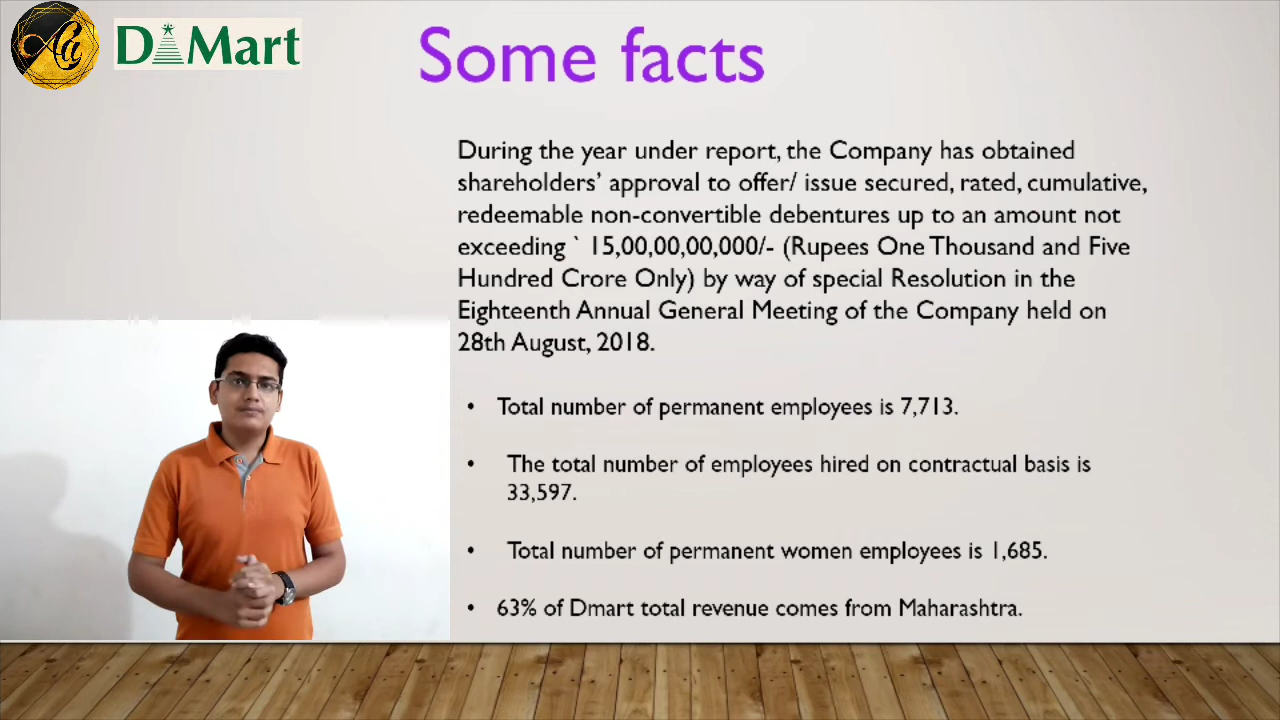 D Mart
Some facts
During the year under report, the Company has obtained
shareholders’ approval to offer/ issue secured, rated, cumulative,
redeemable non-convertible debentures up to an amount not
exceeding ` 15,00,00,00,000/- (Rupees One Thousand and Five
Hundred Crore Only) by way of special Resolution in the
Eighteenth Annual General Meeting of the Company held on
28th August, 2018.
• Total number of permanent employees is 7,713.
• The total number of employees hired on contractual basis is
33,597.
• Total number of permanent women employees is 1,685.
• 63% of Dmart total revenue comes from Maharashtra.